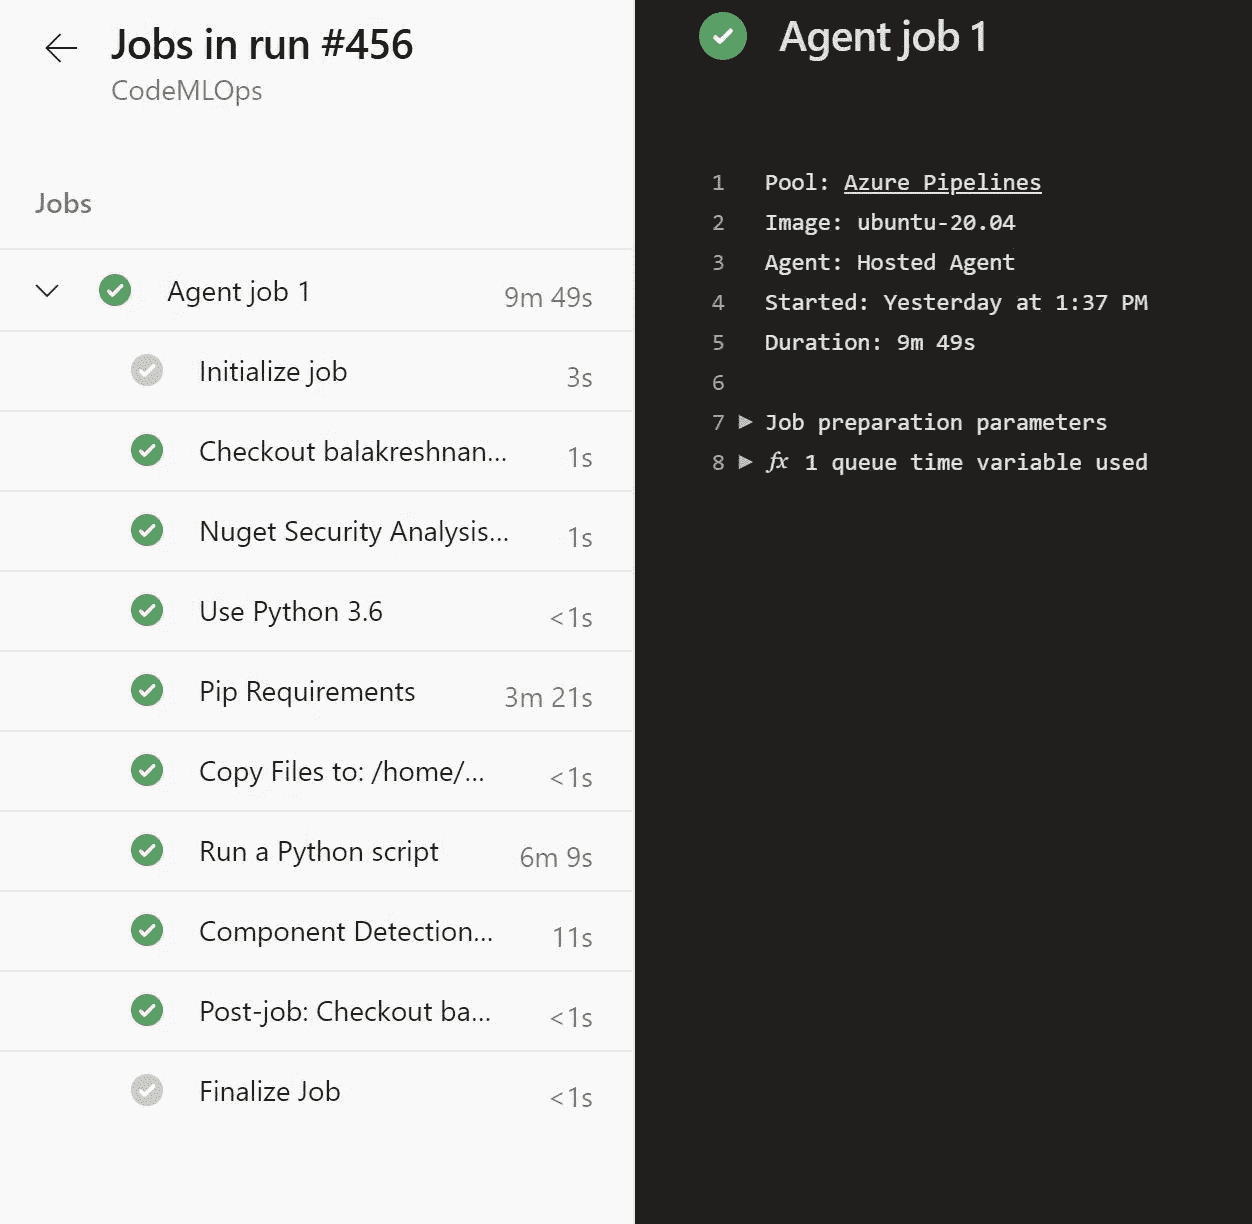 Jobs in run #456
CodeMLOps
Jobs
Agent job 1 9m 49s
Initialize job 3s
Checkout balakreshnan... 1s
Nuget Security Analysis... 1s
Use Python 3.6 <1s
Pip Requirements 3m 21s
Copy Files to: /home/... <1s
Run a Python script 6m 9s
Component Detection... 11s
Post-job: Checkout ba... <1s
Finalize Job <1s
Agent job 1
1 Pool: Azure Pipelines
2 Image: ubuntu-20.04
3 Agent: Hosted Agent
4 Started: Yesterday at 1:37 PM
5 Duration: 9m 49s
6
7 Job preparation parameters
8 fx 1 queue time variable used